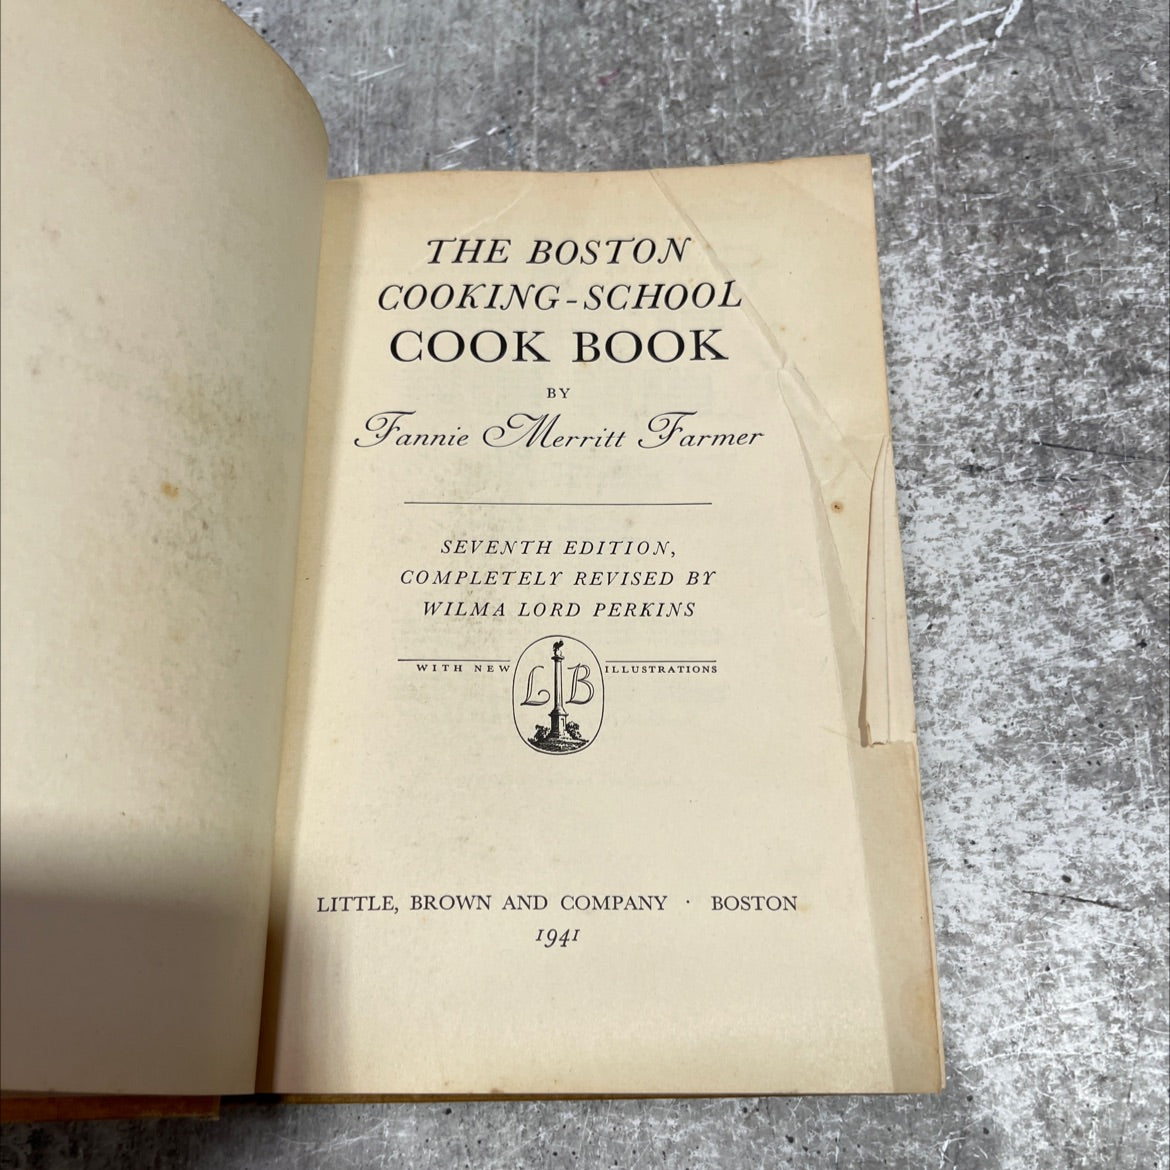 THE BOSTON
COOKING-SCHOOL
COOK BOOK
BY
Fannie Merritt Farmer
SEVENTH EDITION,
COMPLETELY REVISED BY
WILMA LORD PERKINS
WITH NEW ILLUSTRATIONS
L B
LITTLE, BROWN AND COMPANY · BOSTON
1941